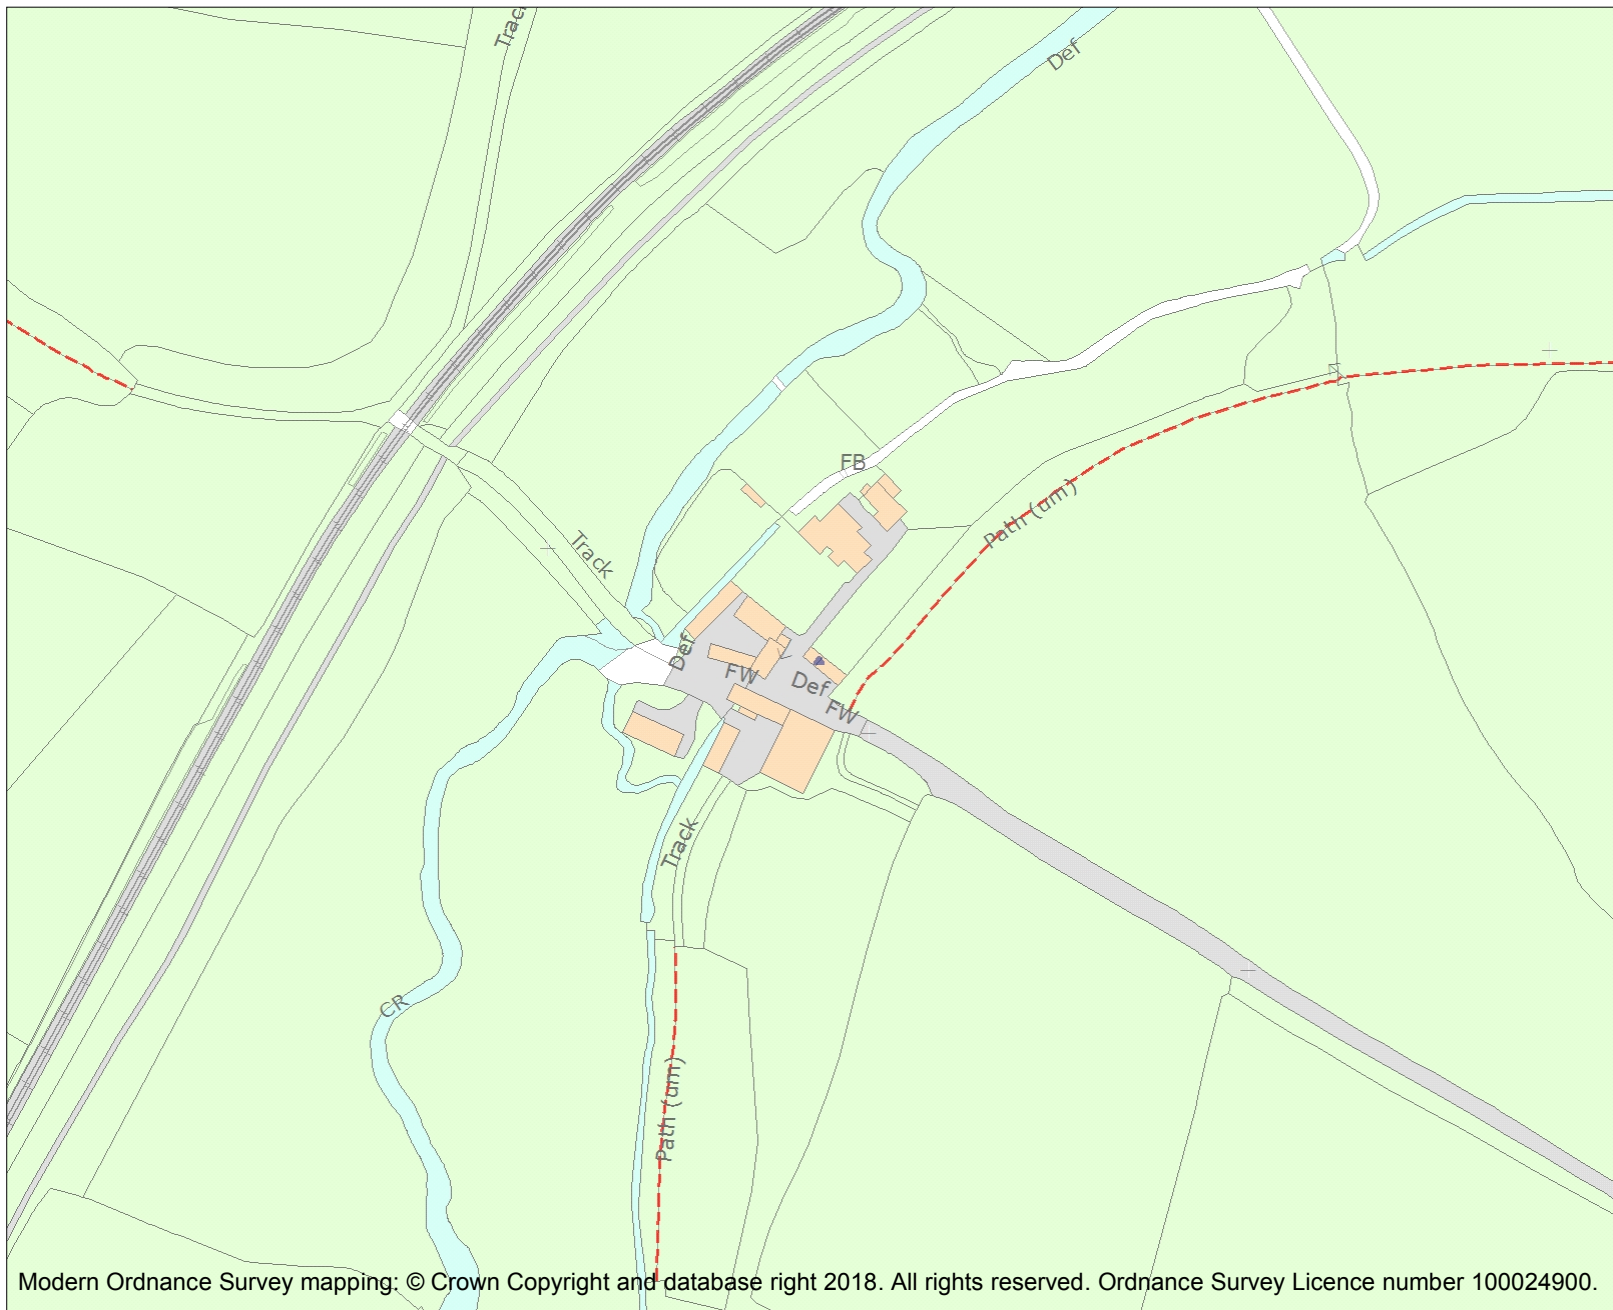 Trac
Def
FB
Path (um)
Track
Def
FW
Def
FW
Track
CR
Path (um)
Modern Ordnance Survey mapping: © Crown Copyright and database right 2018. All rights reserved. Ordnance Survey Licence number 100024900.